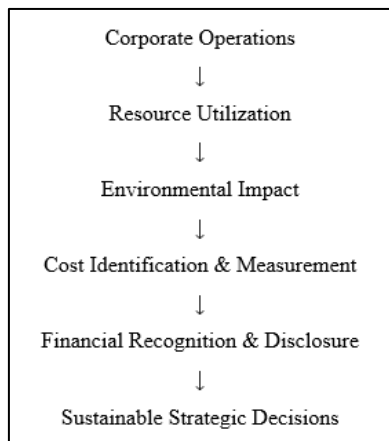 Corporate Operations
↓
Resource Utilization
↓
Environmental Impact
↓
Cost Identification & Measurement
↓
Financial Recognition & Disclosure
↓
Sustainable Strategic Decisions